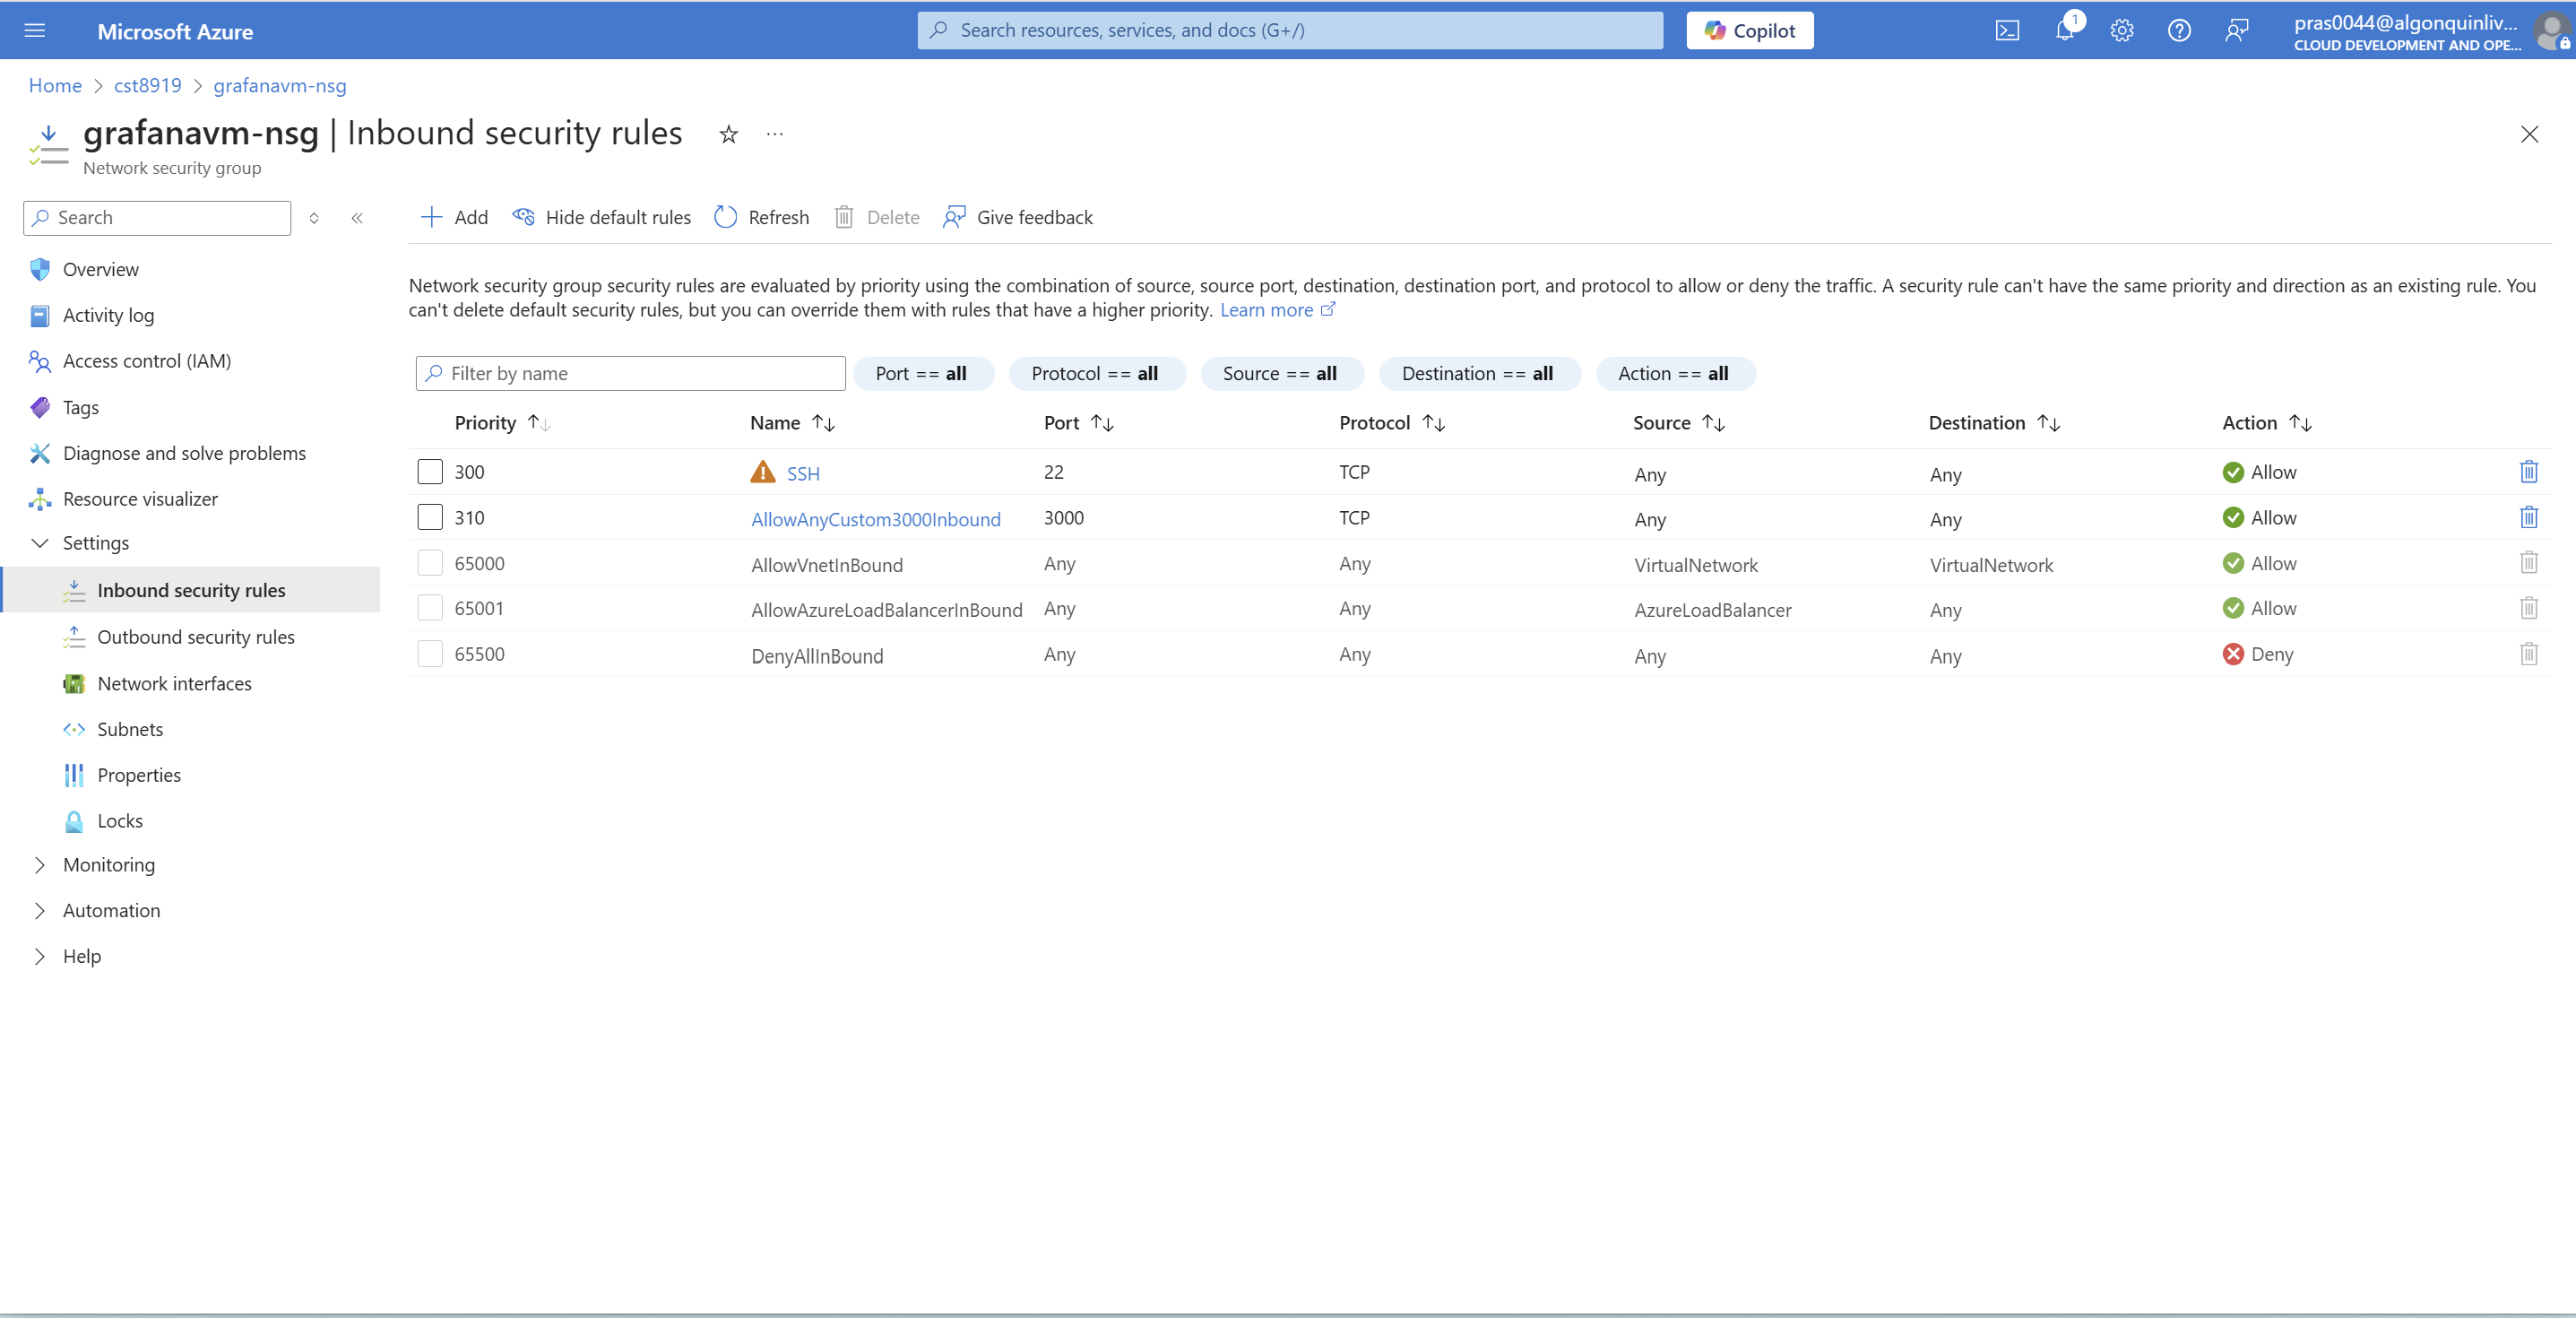 Microsoft Azure
Search resources, services, and docs (G+/)
Copilot
1
pras0044@algonquinliv...
CLOUD DEVELOPMENT AND OPE...
Home > cst8919 > grafanavm-nsg
grafanavm-nsg | Inbound security rules
Network security group
Search
Add
Hide default rules
Refresh
Delete
Give feedback
Overview
Activity log
Access control (IAM)
Tags
Diagnose and solve problems
Resource visualizer
Settings
Inbound security rules
Outbound security rules
Network interfaces
Subnets
Properties
Locks
Monitoring
Automation
Help
Network security group security rules are evaluated by priority using the combination of source, source port, destination, destination port, and protocol to allow or deny the traffic. A security rule can't have the same priority and direction as an existing rule. You
can't delete default security rules, but you can override them with rules that have a higher priority. Learn more
Filter by name
Port == all
Protocol == all
Source == all
Destination == all
Action == all
Priority Name Port Protocol Source Destination Action
300 SSH 22 TCP Any Any Allow
310 AllowAnyCustom3000Inbound 3000 TCP Any Any Allow
65000 AllowVnetInBound Any Any VirtualNetwork VirtualNetwork Allow
65001 AllowAzureLoadBalancerInBound Any Any AzureLoadBalancer Any Allow
65500 DenyAllInBound Any Any Any Any Deny